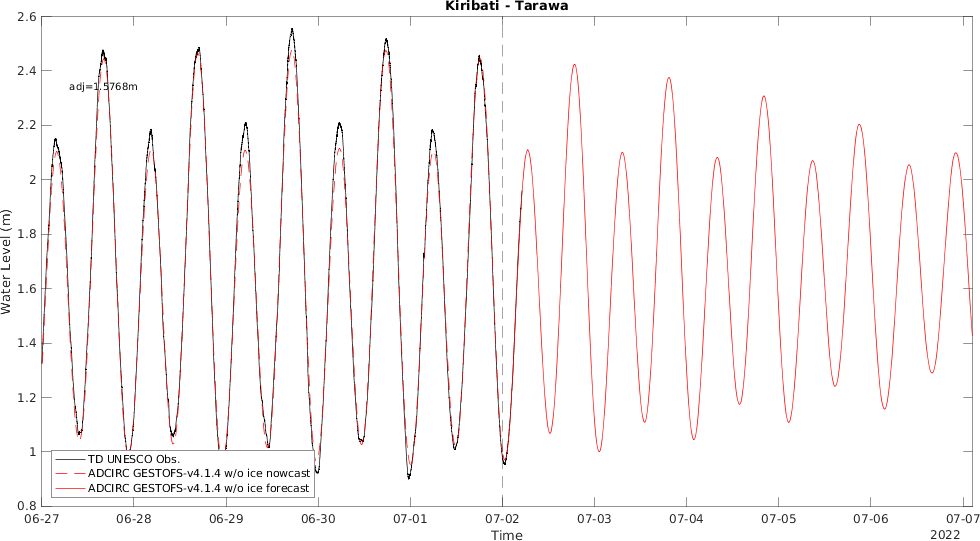 Kiribati - Tarawa
2.6
2.4
adj=1.5768m
2.2
2
1.8
Water Level (m)
1.6
1.4
1.2
1
0.8
TD UNESCO Obs.
ADCIRC GESTOFS-v4.1.4 w/o ice nowcast
ADCIRC GESTOFS-v4.1.4 w/o ice forecast
06-27 06-28 06-29 06-30 07-01 07-02 07-03 07-04 07-05 07-06 07-07
Time
2022